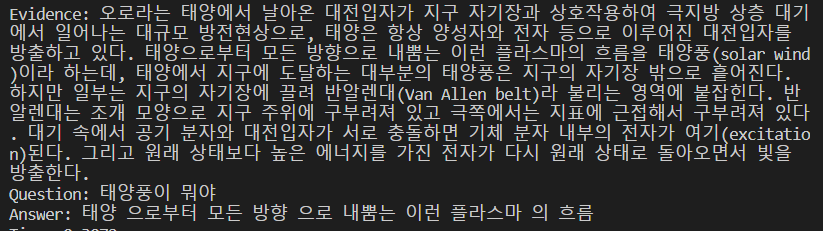 Evidence: 오로라는 태양에서 날아온 대전입자가 지구 자기장과 상호작용하여 극지방 상층 대기
에서 일어나는 대규모 방전현상으로, 태양은 항상 양성자와 전자 등으로 이루어진 대전입자를
방출하고 있다. 태양으로부터 모든 방향으로 내뿜는 이런 플라스마의 흐름을 태양풍(solar wind
)이라 하는데, 태양에서 지구에 도달하는 대부분의 태양풍은 지구의 자기장 밖으로 흩어진다.
하지만 일부는 지구의 자기장에 끌려 반알렌대(Van Allen belt)라 불리는 영역에 붙잡힌다. 반
알렌대는 조개 모양으로 지구 주위에 구부려져 있고 극쪽에서는 지표에 근접해서 구부려져 있다
. 대기 속에서 공기 분자와 대전입자가 서로 충돌하면 기체 분자 내부의 전자가 여기(excitatio
n)된다. 그리고 원래 상태보다 높은 에너지를 가진 전자가 다시 원래 상태로 돌아오면서 빛을
방출한다.
Question: 태양풍이 뭐야
Answer: 태양 으로부터 모든 방향 으로 내뿜는 이런 플라스마 의 흐름